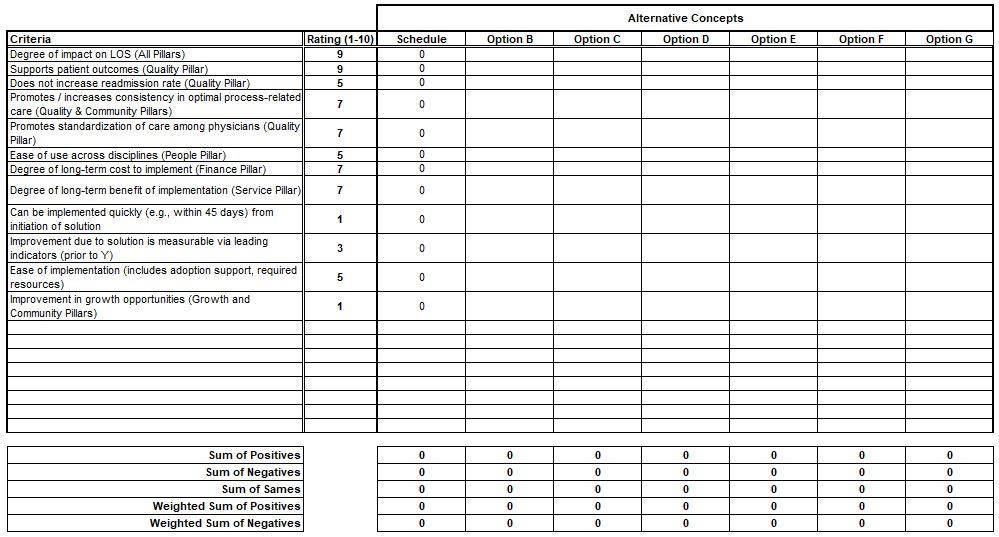 Alternative Concepts
Criteria Rating (1-10) Schedule Option B Option C Option D Option E Option F Option G
Degree of impact on LOS (All Pillars) 9 0
Supports patient outcomes (Quality Pillar) 9 0
Does not increase readmission rate (Quality Pillar) 5 0
Promotes / increases consistency in optimal process-related
care (Quality & Community Pillars) 7 0
Promotes standardization of care among physicians (Quality
Pillar) 7 0
Ease of use across disciplines (People Pillar) 5 0
Degree of long-term cost to implement (Finance Pillar) 7 0
Degree of long-term benefit of implementation (Service Pillar) 7 0
Can be implemented quickly (e.g., within 45 days) from
initiation of solution 1 0
Improvement due to solution is measurable via leading
indicators (prior to Y) 3 0
Ease of implementation (includes adoption support, required
resources) 5 0
Improvement in growth opportunities (Growth and
Community Pillars) 1 0
Sum of Positives 0 0 0 0 0 0 0
Sum of Negatives 0 0 0 0 0 0 0
Sum of Sames 0 0 0 0 0 0 0
Weighted Sum of Positives 0 0 0 0 0 0 0
Weighted Sum of Negatives 0 0 0 0 0 0 0